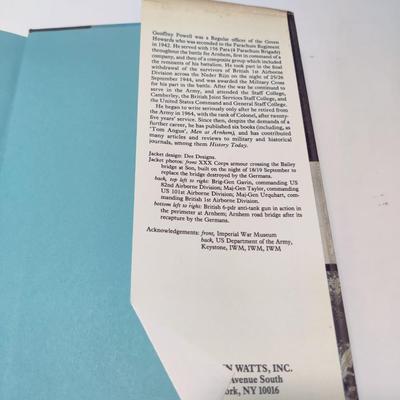 Geoffrey Powell was a Regular officer of the Green
Howards who was seconded to the Parachute Regiment
in 1942. He served with 156 Para (4 Parachute Brigade)
throughout the battle for Arnhem, first in command of a
company, and then of a composite group which included
the remnants of his battalion. He took part in the final
withdrawal of the survivors of British 1st Airborne
Division across the Neder Rijn on the night of 25/26
September 1944, and was awarded the Military Cross
for his part in the battle. After the war he continued to
serve in the Army, and attended the Staff College,
Camberley, the British Joint Services Staff College, and
the United States Command and General Staff College.
He began to write seriously only after he retired from
the Army in 1964, with the rank of Colonel, after twenty-
five years' service. Since then, despite the demands of a
further career, he has published six books (including, as
'Tom Angus', Men at Arnhem), and has contributed
many articles and reviews to military and historical
journals, among them History Today.
Jacket design: Dee Designs.
Jacket photos: front XXX Corps armour crossing the Bailey
bridge at Son, built on the night of 18/19 September to
replace the bridge destroyed by the Germans.
back, top left to right: Brig-Gen Gavin, commanding US
82nd Airborne Division; Maj-Gen Taylor, commanding
US 101st Airborne Division; Maj-Gen Urquhart, com-
manding British 1st Airborne Division.
bottom left to right: British 6-pdr anti-tank gun in action in
the perimeter at Arnhem; Arnhem road bridge after its
recapture by the Germans.
Acknowledgements: front, Imperial War Museum
back, US Department of the Army,
Keystone, IWM, IWM, IWM
WATTS, INC.
Avenue South
NY 10016